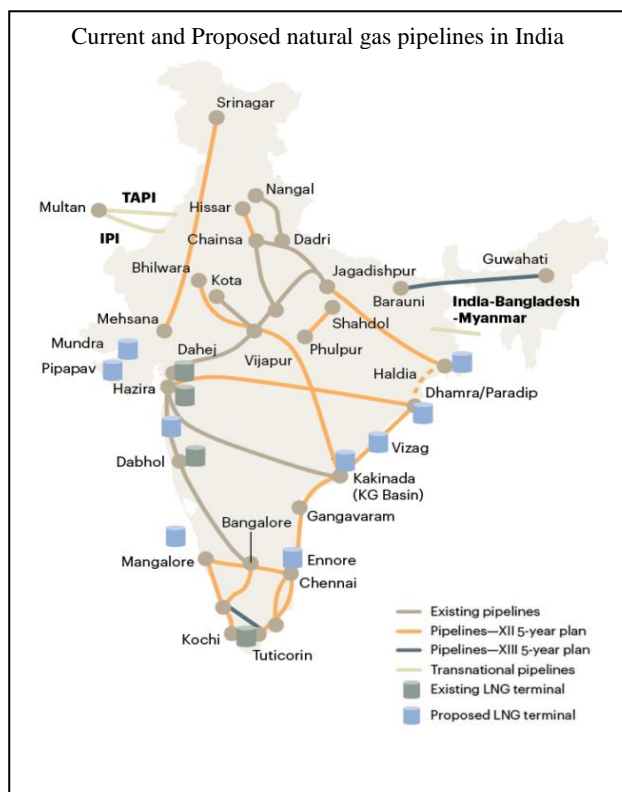 Current and Proposed natural gas pipelines in India
Srinagar
Nangal
TAPI
Multan
Hissar
IPI
Chainsa
Dadri
Bhilwara
Guwahati
Kota
Jagadishpur
Barauni
India-Bangladesh
-Myanmar
Mehsana
Shahdol
Mundra
Dahej
Vijapur
Phulpur
Pipapav
Haldia
Hazira
Dhamra/Paradip
Vizag
Dabhol
Kakinada
(KG Basin)
Gangavaram
Bangalore
Ennore
Mangalore
Chennai
Kochi
Tuticorin
Existing pipelines
Pipelines—XII 5-year plan
Pipelines—XIII 5-year plan
Transnational pipelines
Existing LNG terminal
Proposed LNG terminal